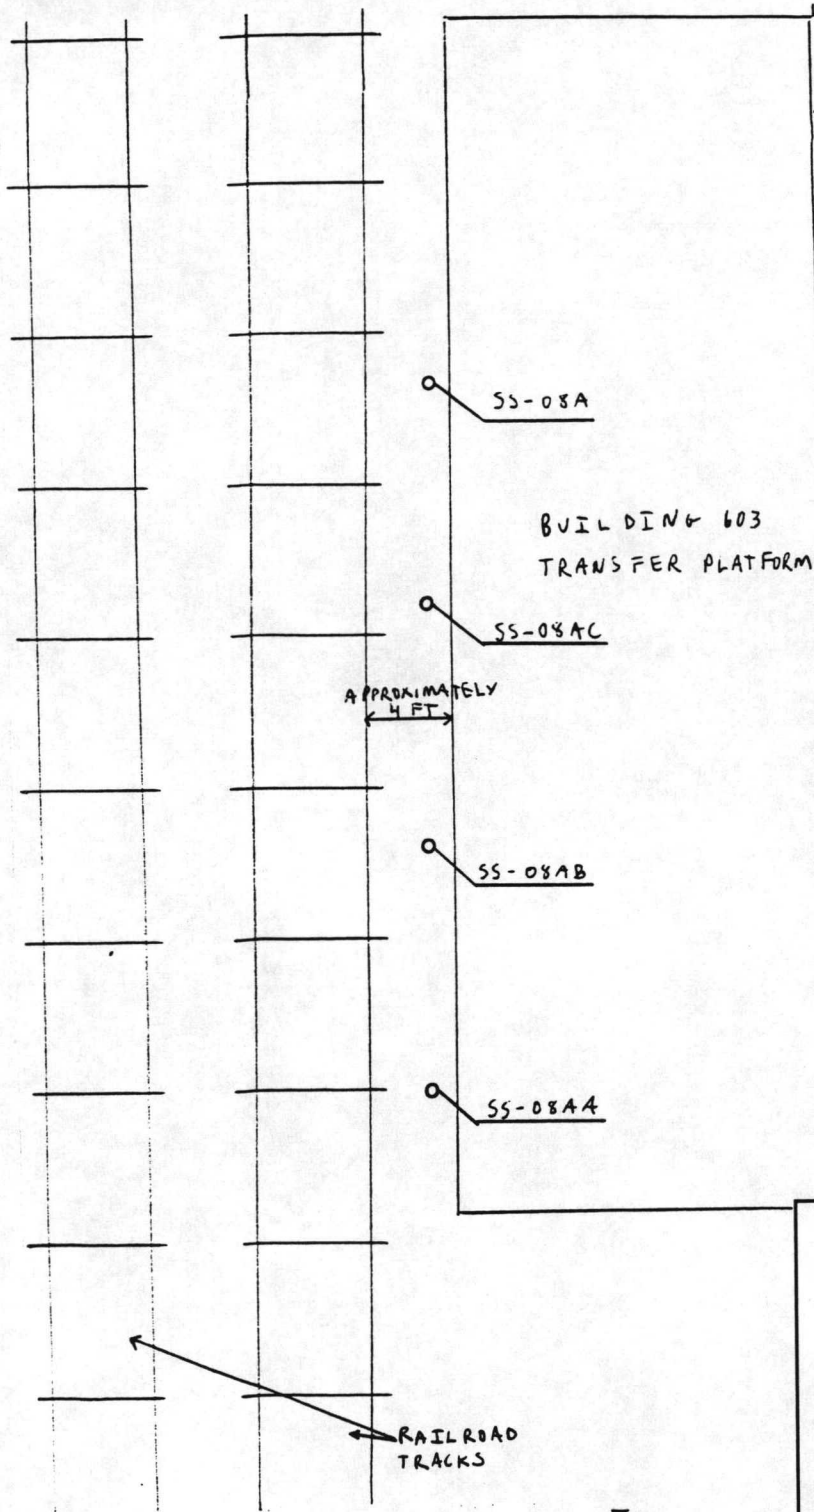 SS-08A
BUILDING 603
TRANSFER PLATFORM
SS-08AC
APPROXIMATELY
4 FT
SS-08AB
SS-08AA
RAILROAD
TRACKS